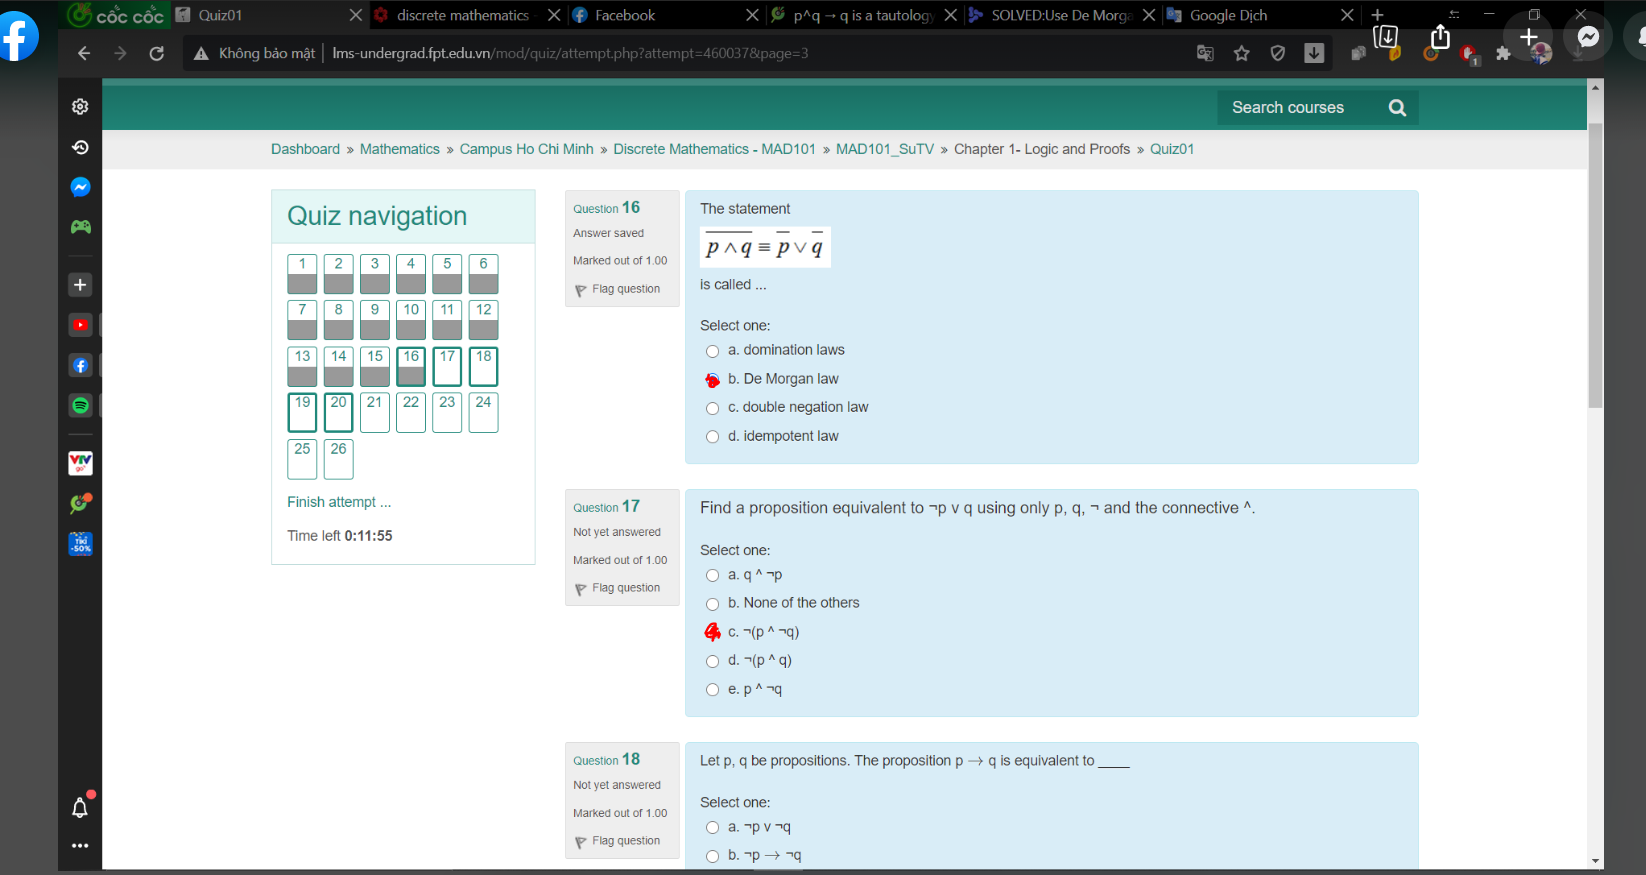 cốc cốc
Quiz01
discrete mathematics
Facebook
p^q → q is a tautology
SOLVED:Use De Morga
Google Dịch
Không bảo mật
lms-undergrad.fpt.edu.vn/mod/quiz/attempt.php?attempt=460037&page=3
1
Search courses
Dashboard » Mathematics » Campus Ho Chi Minh » Discrete Mathematics - MAD101 » MAD101_SuTV » Chapter 1- Logic and Proofs » Quiz01
Quiz navigation
1 2 3 4 5 6
7 8 9 10 11 12
13 14 15 16 17 18
19 20 21 22 23 24
25 26
Finish attempt ...
Time left 0:11:55
VTV
go
TIKI
-50%
Question 16
Answer saved
Marked out of 1.00
Flag question
The statement
p̅ ̅∧̅ ̅q̅ ≡ p̅ ∨ q̅
is called ...
Select one:
a. domination laws
b. De Morgan law
c. double negation law
d. idempotent law
Question 17
Not yet answered
Marked out of 1.00
Flag question
Find a proposition equivalent to ¬p v q using only p, q, ¬ and the connective ^.
Select one:
a. q ^ ¬p
b. None of the others
c. ¬(p ^ ¬q)
d. ¬(p ^ q)
e. p ^ ¬q
Question 18
Not yet answered
Marked out of 1.00
Flag question
Let p, q be propositions. The proposition p → q is equivalent to ____
Select one:
a. ¬p v ¬q
b. ¬p → ¬q